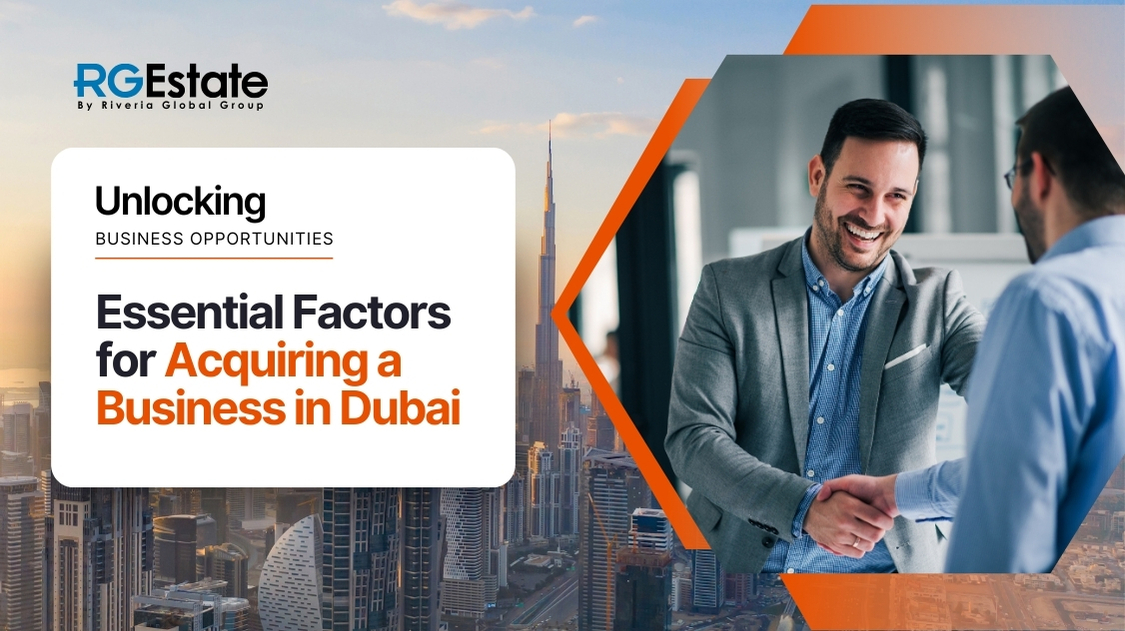 RGEstate
By Riveria Global Group
Unlocking
BUSINESS OPPORTUNITIES
Essential Factors
for Acquiring a
Business in Dubai